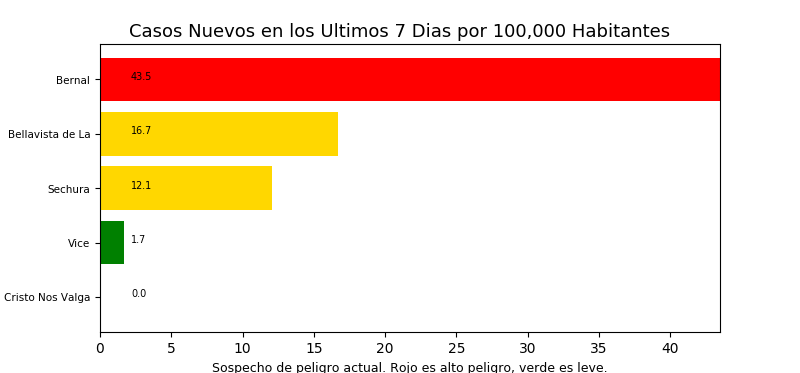 Casos Nuevos en los Ultimos 7 Dias por 100,000 Habitantes
Bernal 43.5
Bellavista de La 16.7
Sechura 12.1
Vice 1.7
Cristo Nos Valga 0.0
0 5 10 15 20 25 30 35 40
Sospecho de peligro actual. Rojo es alto peligro, verde es leve.